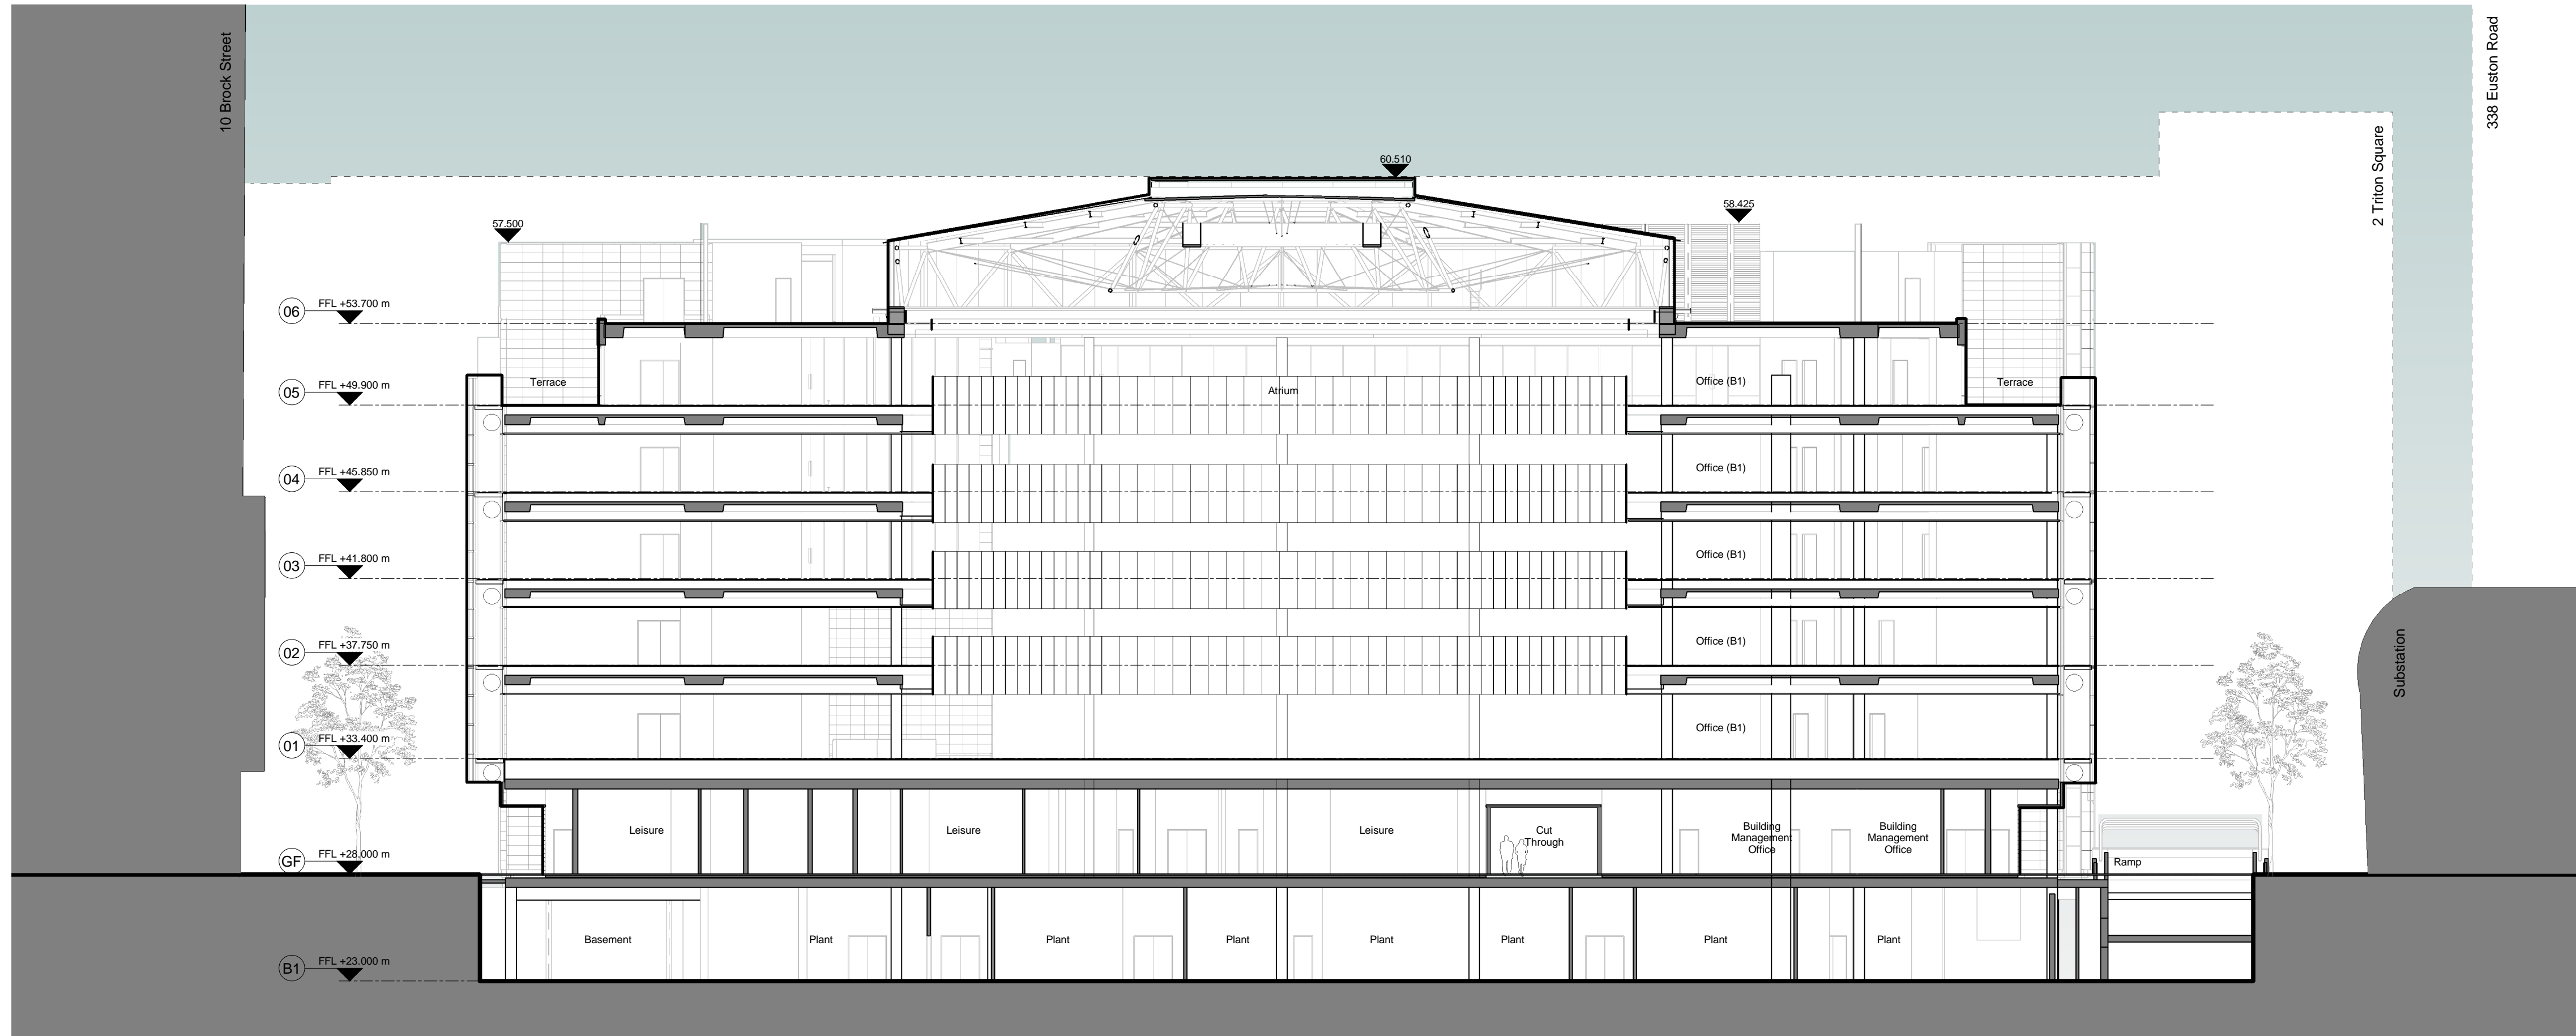 10 Brock Street
338 Euston Road
2 Triton Square
60.510
58.425
57.500
06 FFL +53.700 m
05 FFL +49.900 m
Terrace
Atrium
Office (B1)
Terrace
04 FFL +45.850 m
Office (B1)
03 FFL +41.800 m
Office (B1)
02 FFL +37.750 m
Office (B1)
Substation
01 FFL +33.400 m
Office (B1)
Leisure
Leisure
Leisure
Cut
Through
Building
Management
Office
Building
Management
Office
GF FFL +28.000 m
Ramp
Basement
Plant
Plant
Plant
Plant
Plant
Plant
Plant
B1 FFL +23.000 m